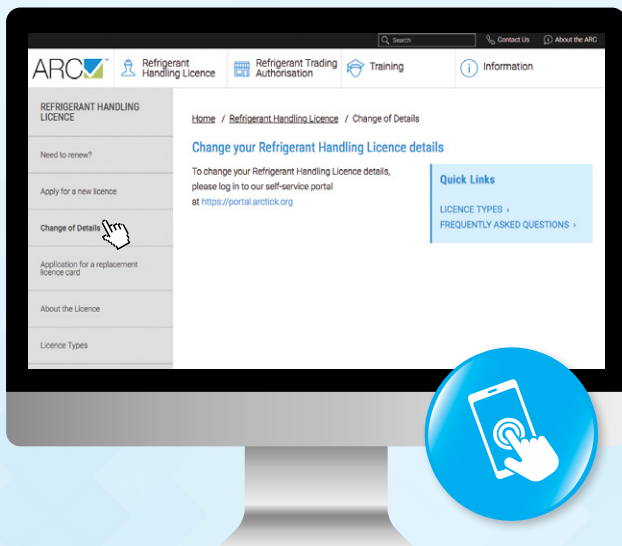 Search
Contact Us
About the ARC
ARC
Refrigerant
Handling Licence
Refrigerant Trading
Authorisation
Training
Information
REFRIGERANT HANDLING
LICENCE
Need to renew?
Apply for a new licence
Change of Details
Application for a replacement
licence card
About the Licence
Licence Types
Home / Refrigerant Handling Licence / Change of Details
Change your Refrigerant Handling Licence details
To change your Refrigerant Handling Licence details,
please log in to our self-service portal
at https://portal.arctick.org
Quick Links
LICENCE TYPES ›
FREQUENTLY ASKED QUESTIONS ›